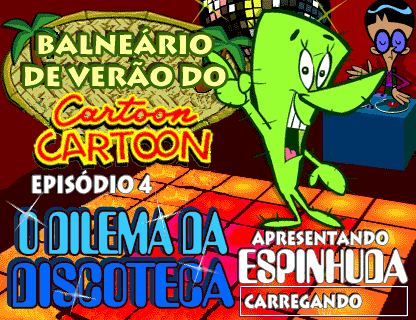 BALNEÁRIO
DE VERÃO DO
Cartoon
CARTOON
EPISÓDIO 4
O DILEMA DA
DISCOTECA
APRESENTANDO
ESPINHUDA
CARREGANDO